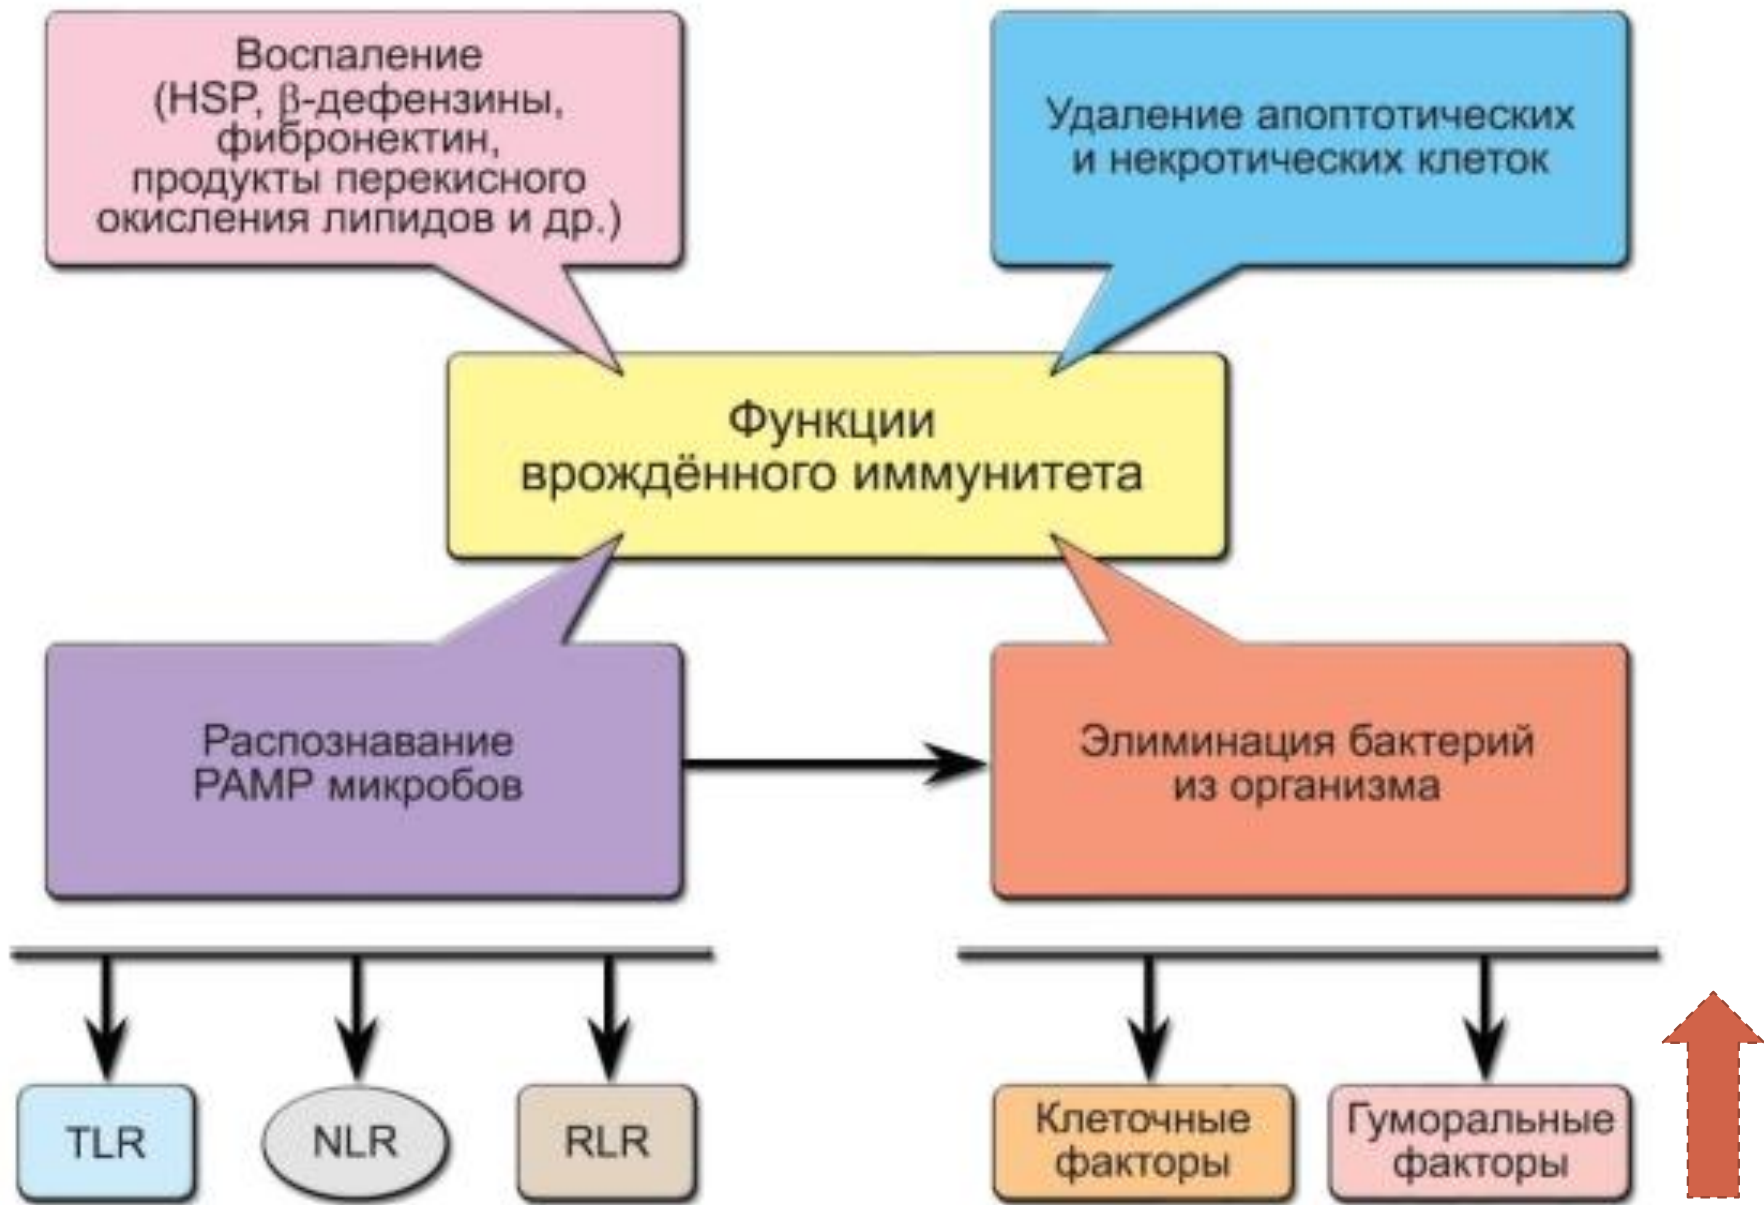 Воспаление
(HSP, β-дефензины,
фибронектин,
продукты перекисного
окисления липидов и др.)
Удаление апоптотических
и некротических клеток
Функции
врождённого иммунитета
Распознавание
PAMP микробов
Элиминация бактерий
из организма
TLR
NLR
RLR
Клеточные
факторы
Гуморальные
факторы